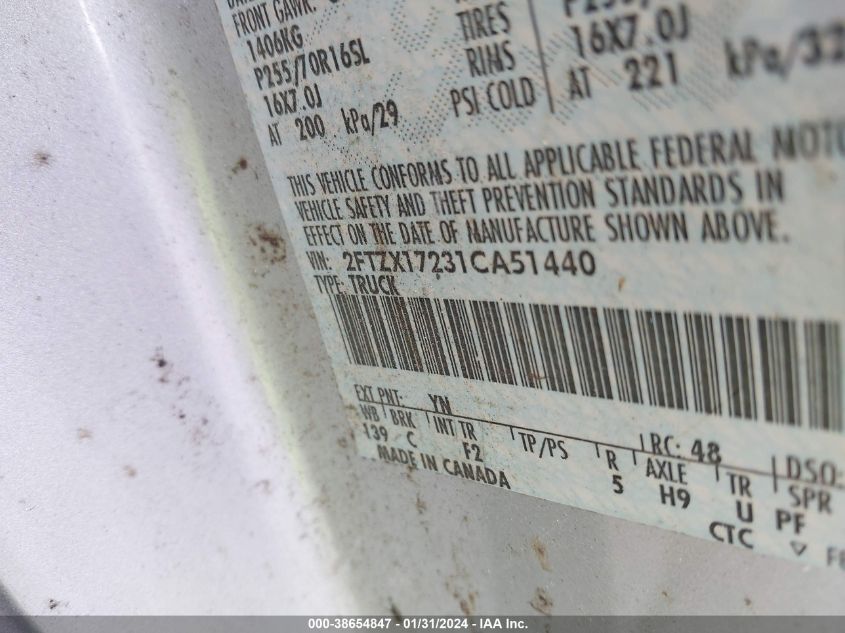 FRONT GAWR:
1406KG
P255/70R16SL
16X7.0J
AT 200 kPa/29
TIRES
RIMS
PSI COLD
16X7.0J
AT 221 kPa/32
THIS VEHICLE CONFORMS TO ALL APPLICABLE FEDERAL MOTO
VEHICLE SAFETY AND THEFT PREVENTION STANDARDS IN
EFFECT ON THE DATE OF MANUFACTURE SHOWN ABOVE.
VIN: 2FTZX17231CA51440
TYPE: TRUCK
EXT PNT: YN RC: 48 DSO:
WB BRK INT TR TP/PS R AXLE TR SPR
139 C F2 5 H9 U PF
MADE IN CANADA CTC
000-38654847 - 01/31/2024 - IAA Inc.